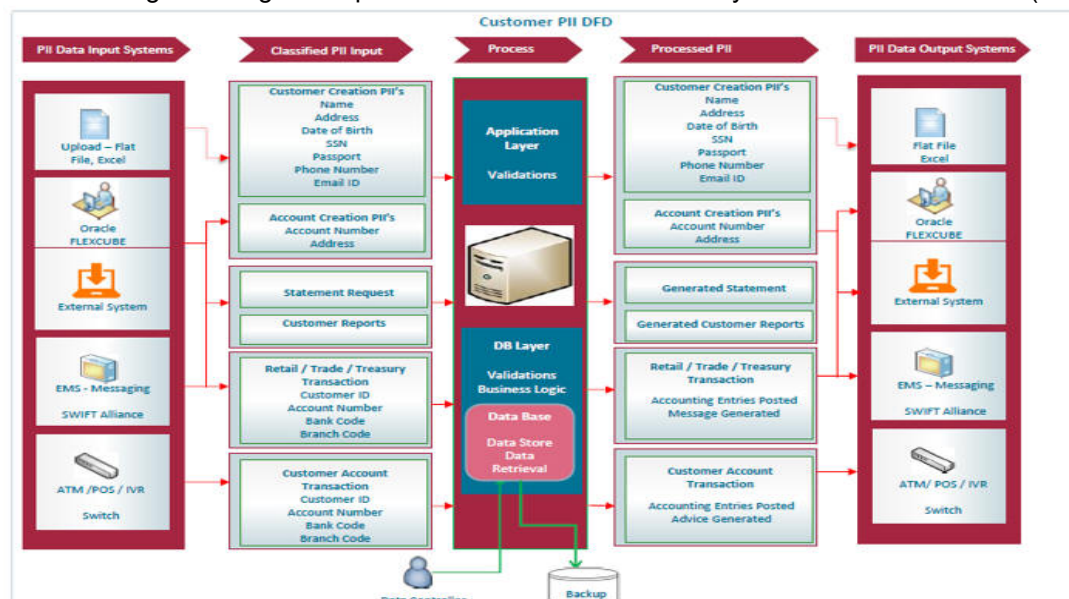 Customer PII DFD
PII Data Input Systems
Classified PII Input
Process
Processed PII
PII Data Output Systems
Upload – Flat
File, Excel
Oracle
FLEXCUBE
External System
EMS - Messaging
SWIFT Alliance
ATM /POS / IVR
Switch
Customer Creation PII's
Name
Address
Date of Birth
SSN
Passport
Phone Number
Email ID
Account Creation PII's
Account Number
Address
Statement Request
Customer Reports
Retail / Trade / Treasury
Transaction
Customer ID
Account Number
Bank Code
Branch Code
Customer Account
Transaction
Customer ID
Account Number
Bank Code
Branch Code
Application
Layer
Validations
DB Layer
Validations
Business Logic
Data Base
Data Store
Data
Retrieval
Backup
Customer Creation PII's
Name
Address
Date of Birth
SSN
Passport
Phone Number
Email ID
Account Creation PII's
Account Number
Address
Generated Statement
Generated Customer Reports
Retail / Trade / Treasury
Transaction
Accounting Entries Posted
Message Generated
Customer Account
Transaction
Accounting Entries Posted
Advice Generated
Flat File
Excel
Oracle
FLEXCUBE
External System
EMS – Messaging
SWIFT Alliance
ATM/ POS / IVR
Switch